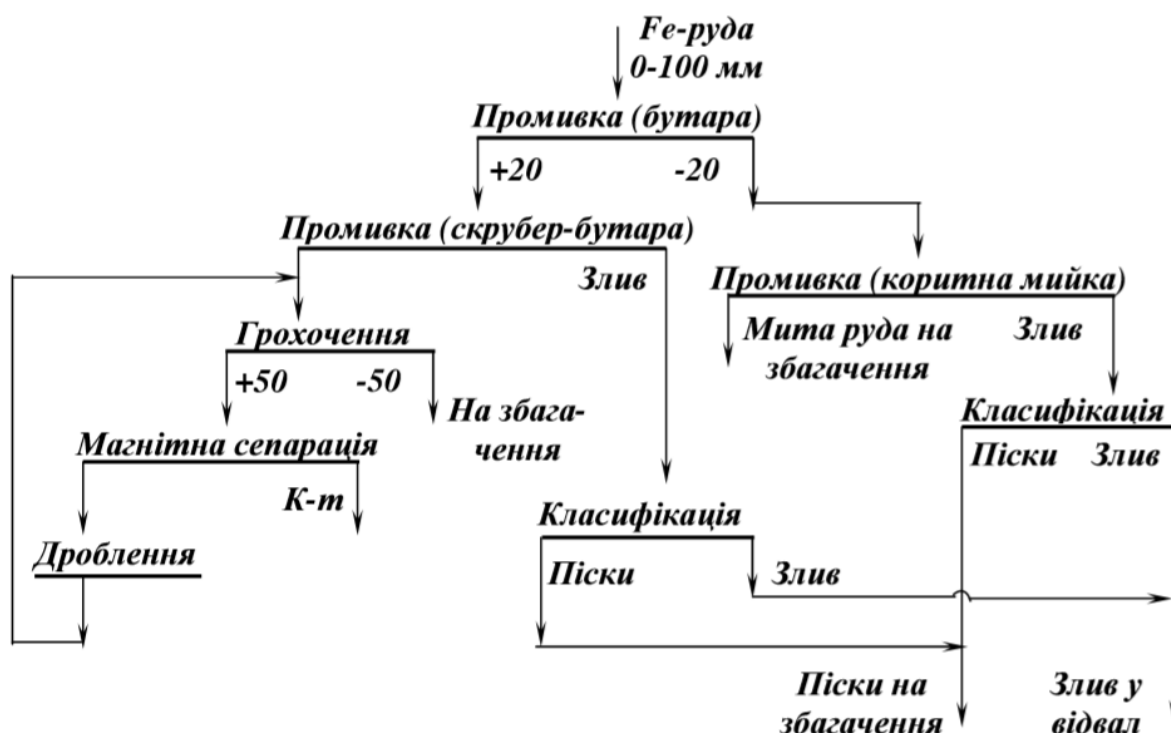 Fe-руда
0-100 мм
Промивка (бутара)
+20
-20
Промивка (скрубер-бутара)
Злив
Промивка (коритна мийка)
Мита руда на
збагачення
Злив
Грохочення
+50
-50
На збага-
чення
Класифікація
Піски
Злив
Магнітна сепарація
К-т
Класифікація
Піски
Злив
Дроблення
Піски на
збагачення
Злив у
відвал